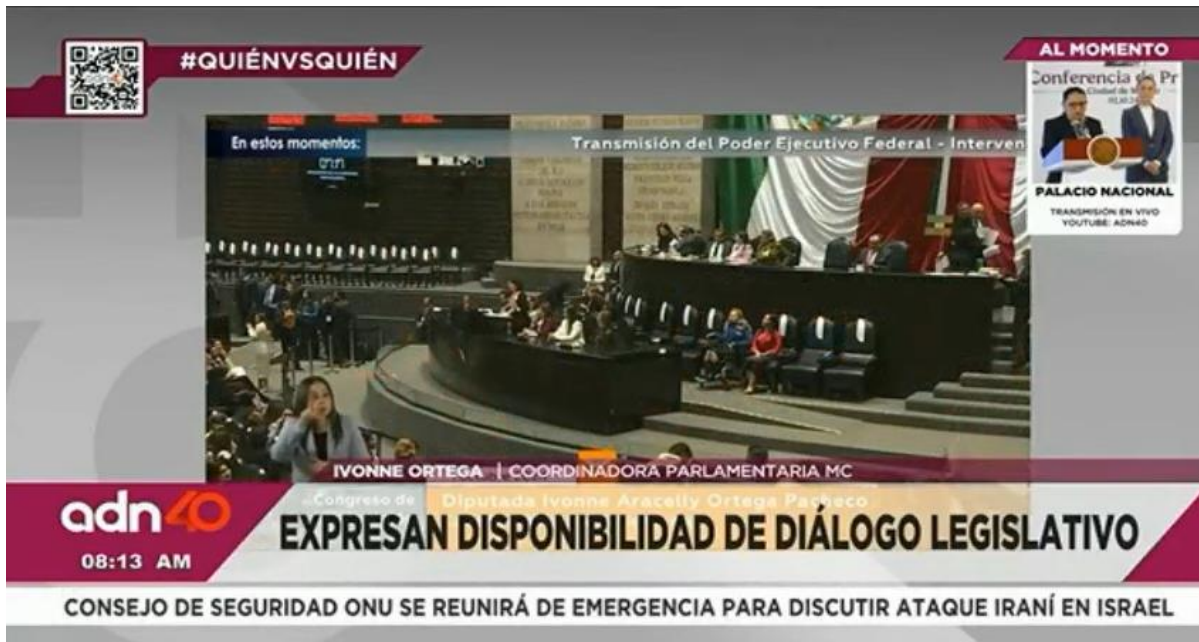 #QUIÉNVSQUIÉN
AL MOMENTO
Conferencia de Pr
Ciudad de M
En estos momentos:
Transmisión del Poder Ejecutivo Federal - Interven
PALACIO NACIONAL
TRANSMISIÓN EN VIVO
YOUTUBE: ADN40
IVONNE ORTEGA | COORDINADORA PARLAMENTARIA MC
Congreso de
Diputada Ivonne Aracelly Ortega Pacheco
adn40
EXPRESAN DISPONIBILIDAD DE DIÁLOGO LEGISLATIVO
08:13 AM
CONSEJO DE SEGURIDAD ONU SE REUNIRÁ DE EMERGENCIA PARA DISCUTIR ATAQUE IRANÍ EN ISRAEL